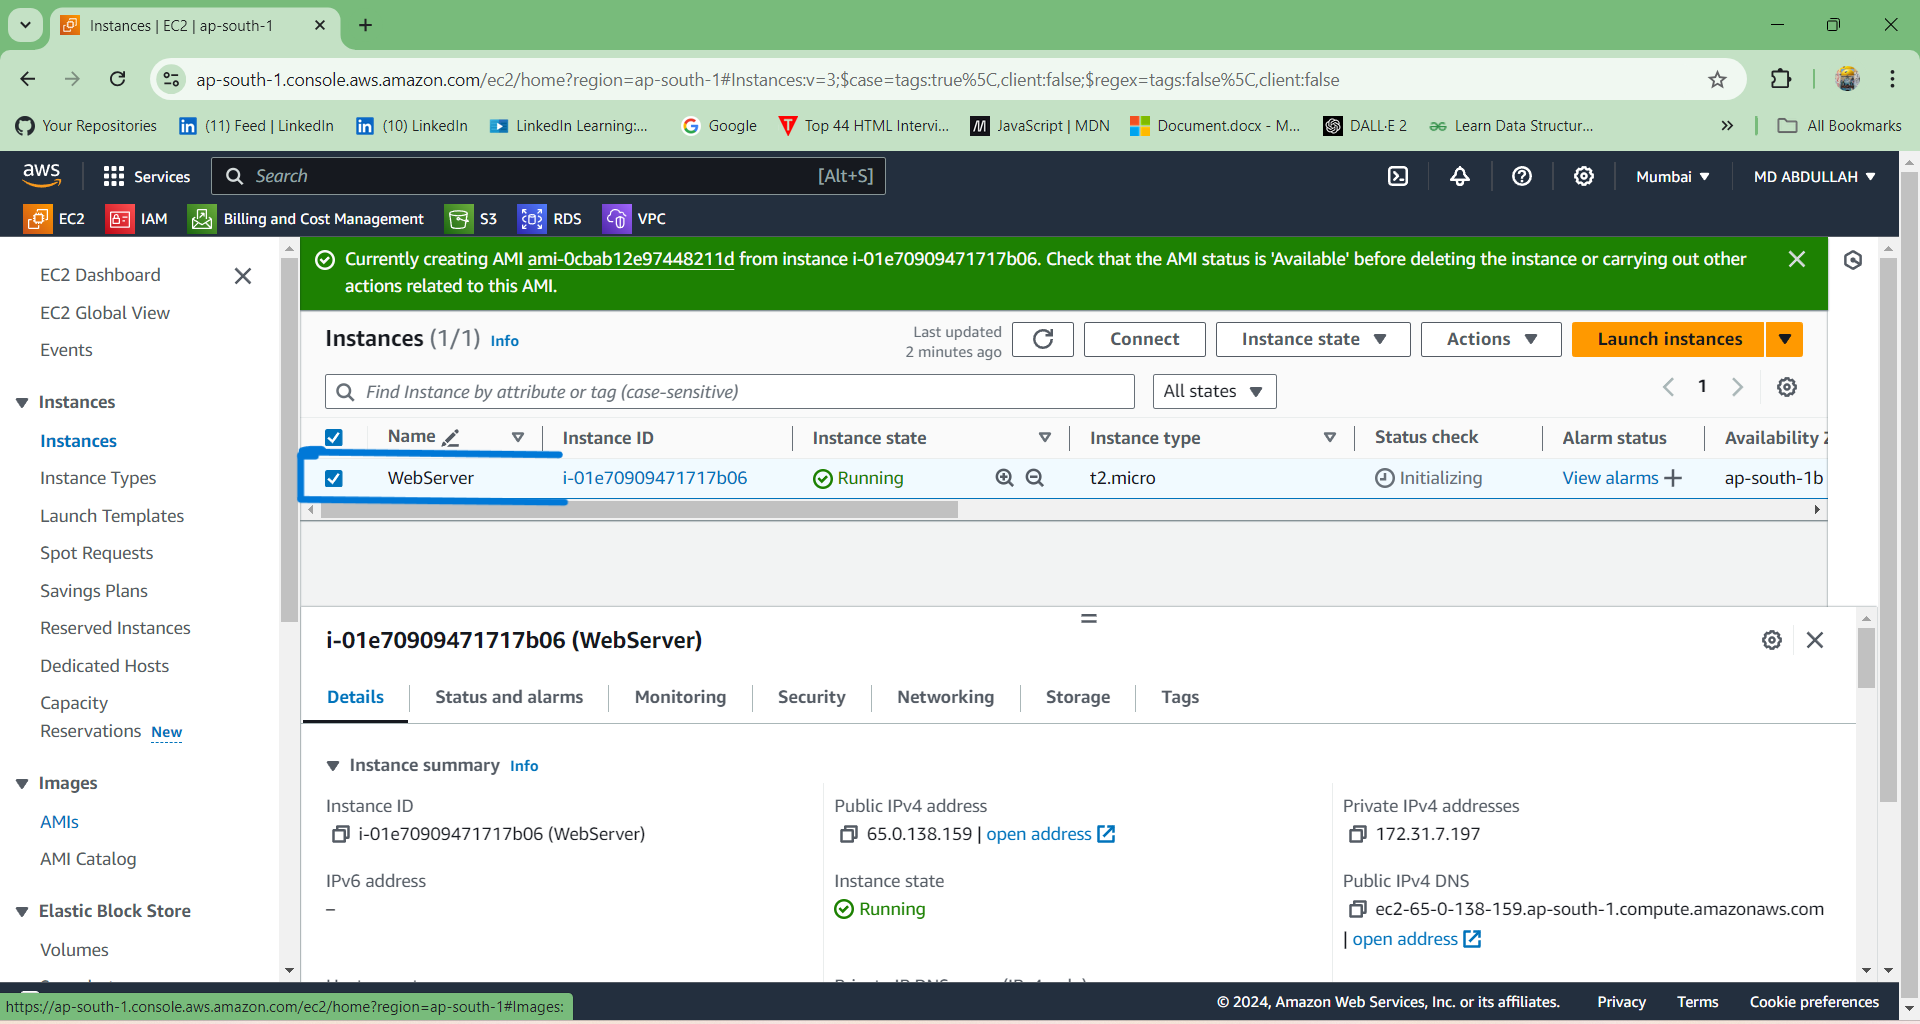 Instances | EC2 | ap-south-1
ap-south-1.console.aws.amazon.com/ec2/home?region=ap-south-1#Instances:v=3;$case=tags:true%5C,client:false;$regex=tags:false%5C,client:false
Your Repositories (11) Feed | LinkedIn (10) LinkedIn LinkedIn Learning:... Google Top 44 HTML Intervi... JavaScript | MDN Document.docx - M... DALL·E 2 Learn Data Structur... All Bookmarks
aws Services Search [Alt+S] Mumbai MD ABDULLAH
EC2 IAM Billing and Cost Management S3 RDS VPC
EC2 Dashboard
EC2 Global View
Events
Instances
Instances
Instance Types
Launch Templates
Spot Requests
Savings Plans
Reserved Instances
Dedicated Hosts
Capacity
Reservations New
Images
AMIs
AMI Catalog
Elastic Block Store
Volumes
Currently creating AMI ami-0cbab12e97448211d from instance i-01e70909471717b06. Check that the AMI status is 'Available' before deleting the instance or carrying out other
actions related to this AMI.
Instances (1/1) Info
Last updated
2 minutes ago
Connect Instance state Actions Launch instances
Find Instance by attribute or tag (case-sensitive) All states 1
Name Instance ID Instance state Instance type Status check Alarm status Availability Z
WebServer i-01e70909471717b06 Running t2.micro Initializing View alarms + ap-south-1b
i-01e70909471717b06 (WebServer)
Details Status and alarms Monitoring Security Networking Storage Tags
Instance summary Info
Instance ID
i-01e70909471717b06 (WebServer)
Public IPv4 address
65.0.138.159 | open address
Private IPv4 addresses
172.31.7.197
IPv6 address
–
Instance state
Running
Public IPv4 DNS
ec2-65-0-138-159.ap-south-1.compute.amazonaws.com
| open address
https://ap-south-1.console.aws.amazon.com/ec2/home?region=ap-south-1#Images:
© 2024, Amazon Web Services, Inc. or its affiliates. Privacy Terms Cookie preferences